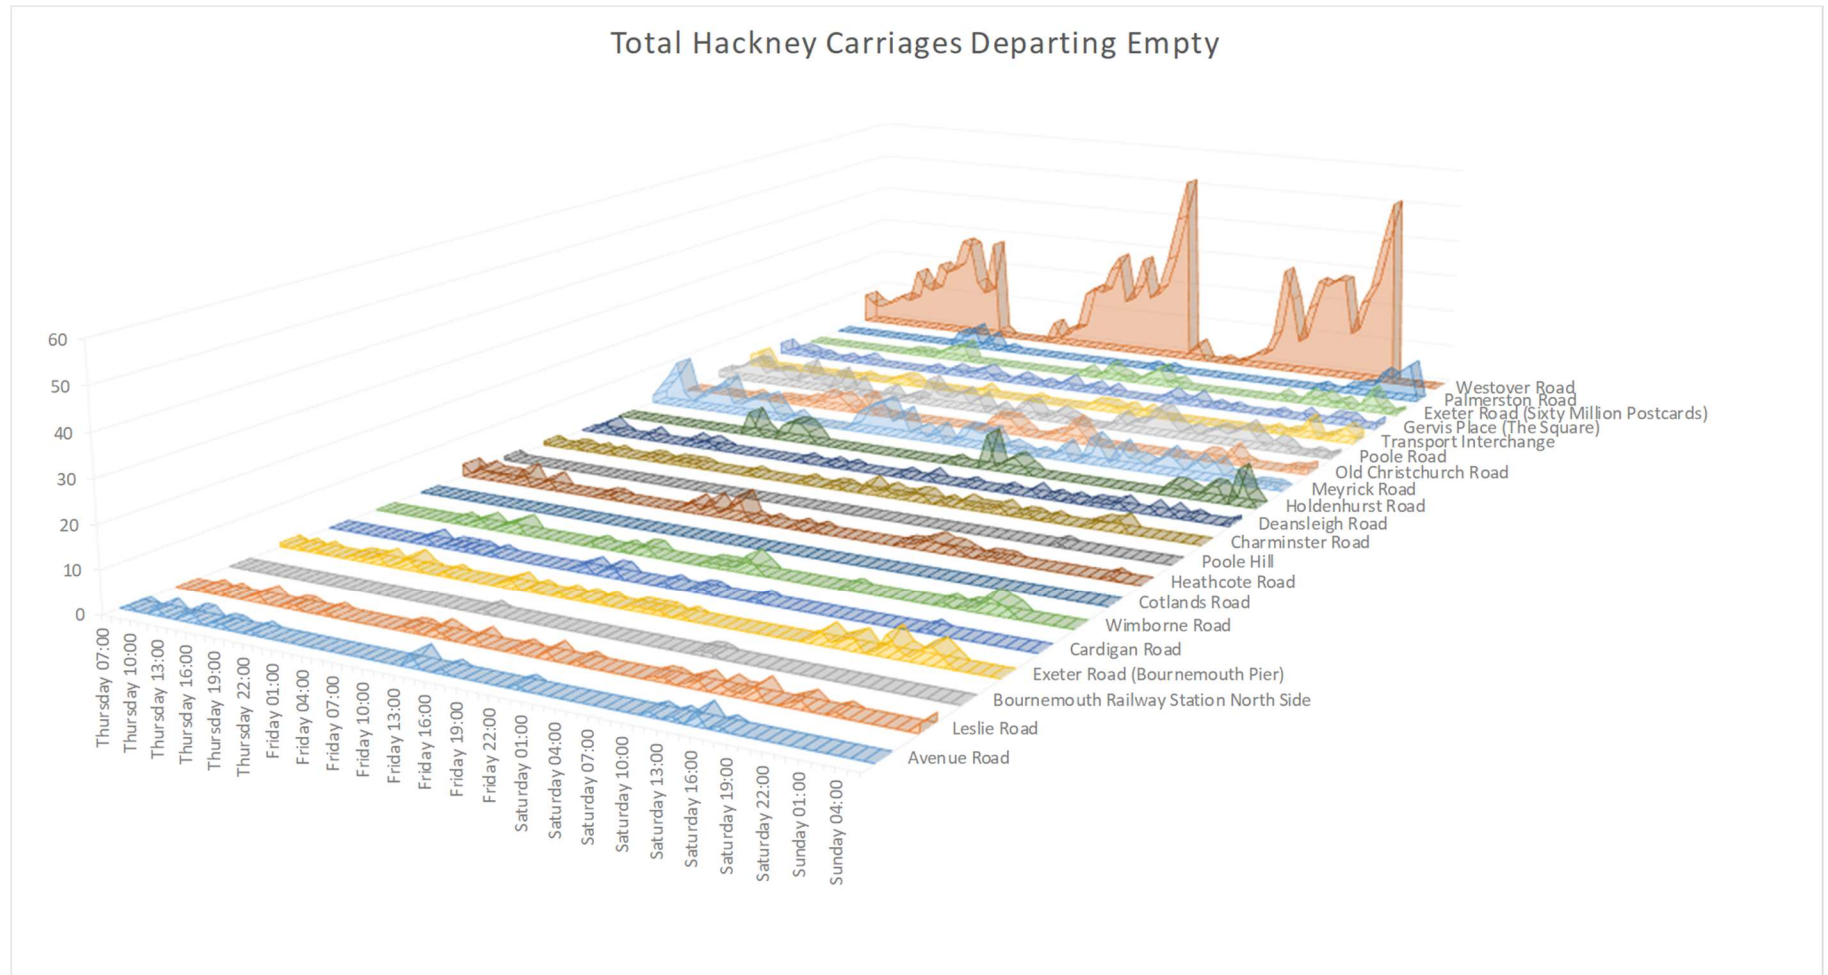 Total Hackney Carriages Departing Empty
60
50
40
30
20
10
0
Thursday 07:00
Thursday 10:00
Thursday 13:00
Thursday 16:00
Thursday 19:00
Thursday 22:00
Friday 01:00
Friday 04:00
Friday 07:00
Friday 10:00
Friday 13:00
Friday 16:00
Friday 19:00
Friday 22:00
Saturday 01:00
Saturday 04:00
Saturday 07:00
Saturday 10:00
Saturday 13:00
Saturday 16:00
Saturday 19:00
Saturday 22:00
Sunday 01:00
Sunday 04:00
Westover Road
Palmerston Road
Exeter Road (Sixty Million Postcards)
Gervis Place (The Square)
Transport Interchange
Poole Road
Old Christchurch Road
Meyrick Road
Holdenhurst Road
Deansleigh Road
Charminster Road
Poole Hill
Heathcote Road
Cotlands Road
Wimborne Road
Cardigan Road
Exeter Road (Bournemouth Pier)
Bournemouth Railway Station North Side
Leslie Road
Avenue Road